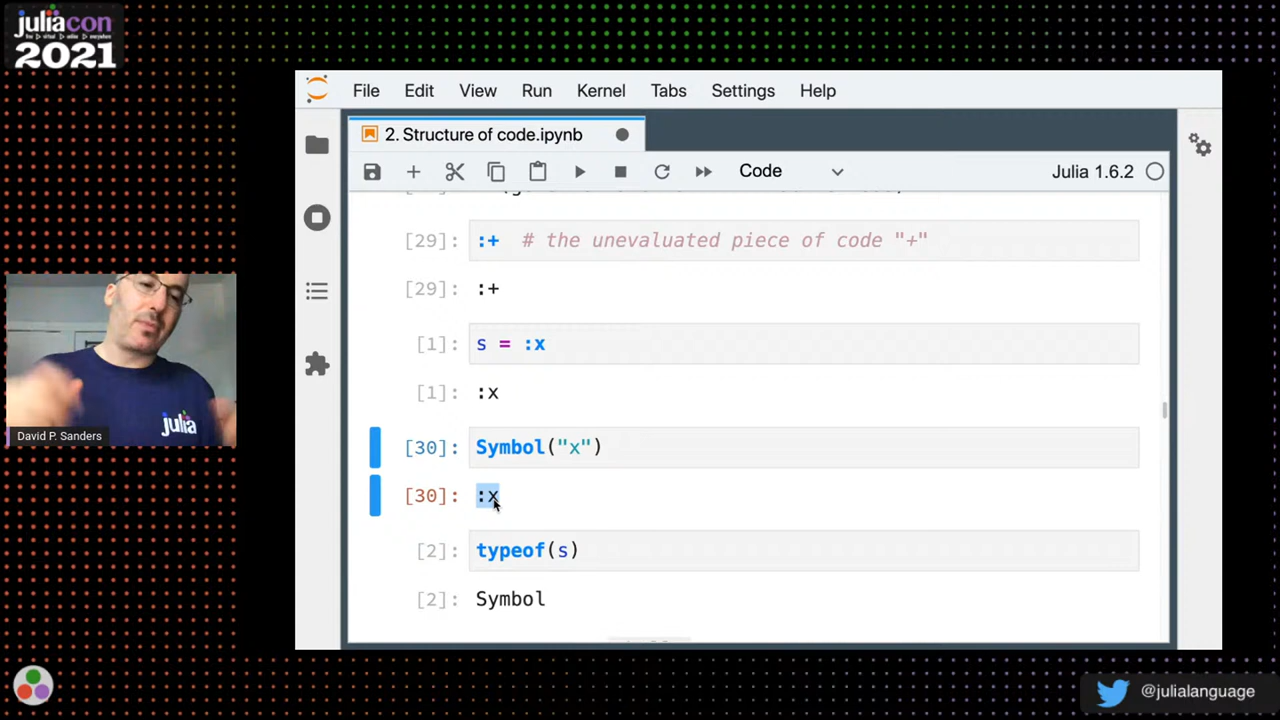 juliacon
2021
File Edit View Run Kernel Tabs Settings Help
2. Structure of code.ipynb
Code
Julia 1.6.2
[29]: :+ # the unevaluated piece of code "+"
[29]: :+
[1]: s = :x
[1]: :x
[30]: Symbol("x")
[30]: :x
[2]: typeof(s)
[2]: Symbol
julia
David P. Sanders
@julialanguage